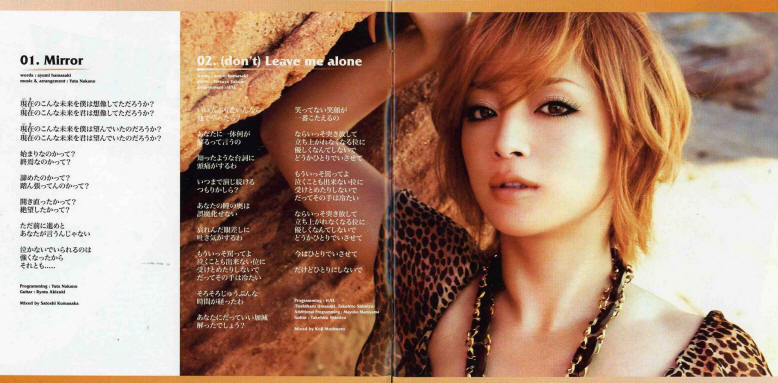 01. Mirror
words : ayumi hamasaki
music & arrangement : Yuta Nakano
現在のこんな未来を僕は想像してただろうか?
現在のこんな未来を君は想像してただろうか?
現在のこんな未来を僕は望んでいたのだろうか?
現在のこんな未来を君は望んでいたのだろうか?
始まりなのかって?
終焉なのかって?
諦めたのかって?
踏ん張ってんのかって?
開き直ったかって?
絶望したかって?
ただ前に進めと
あなたが言うんじゃない
泣かないでいられるのは
強くなったから
それとも.....
Programming : Yuta Nakano
Guitar : Ryota Akizuki
Mixed by Satoshi Kumasaka
02. (don't) Leave me alone
あなたに一体何が
解るって言うの
知ったような台詞に
頭痛がするわ
いつまで演じ続ける
つもりかしら?
あなたの瞳の奥は
誤魔化せない
哀れんだ眼差しに
吐き気がするわ
もういっそ罵ってよ
泣くことも出来ない位に
受けとめたりしないで
だってその手は冷たい
そろそろじゅうぶんな
時間が経ったわ
あなたにだっていい加減
解ったでしょう?
笑ってない笑顔が
一番こたえるの
ならいっそ突き放して
立ち上がれなくなる位に
優しくなんてしないで
どうかひとりでいさせて
もういっそ罵ってよ
泣くことも出来ない位に
受けとめたりしないで
だってその手は冷たい
ならいっそ突き放して
立ち上がれなくなる位に
優しくなんてしないで
どうかひとりでいさせて
今はひとりでいさせて
だけどひとりにしないで
Programming : HΛL